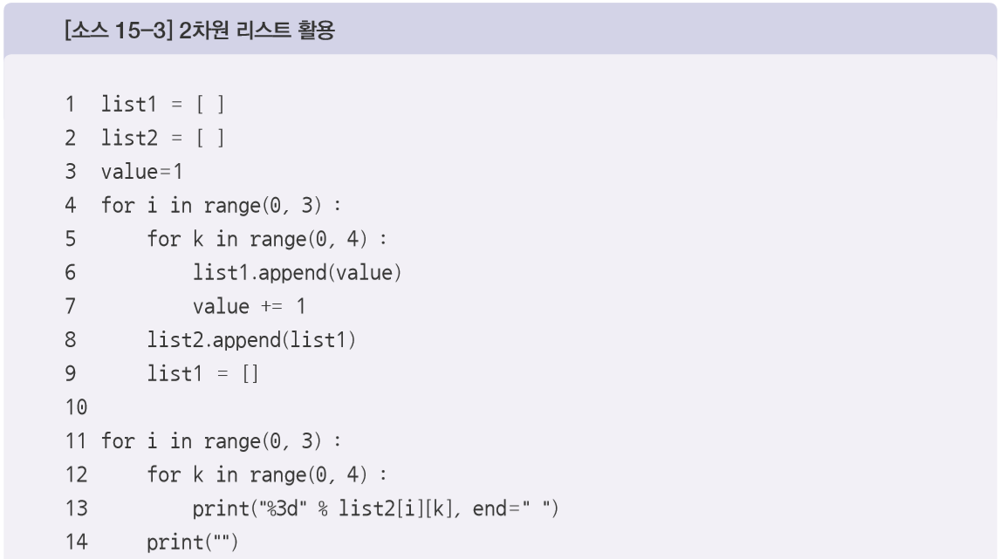 [소스 15-3] 2차원 리스트 활용
1 list1 = [ ]
2 list2 = [ ]
3 value=1
4 for i in range(0, 3) :
5     for k in range(0, 4) :
6         list1.append(value)
7         value += 1
8     list2.append(list1)
9     list1 = []
10
11 for i in range(0, 3) :
12     for k in range(0, 4) :
13         print("%3d" % list2[i][k], end=" ")
14     print("")